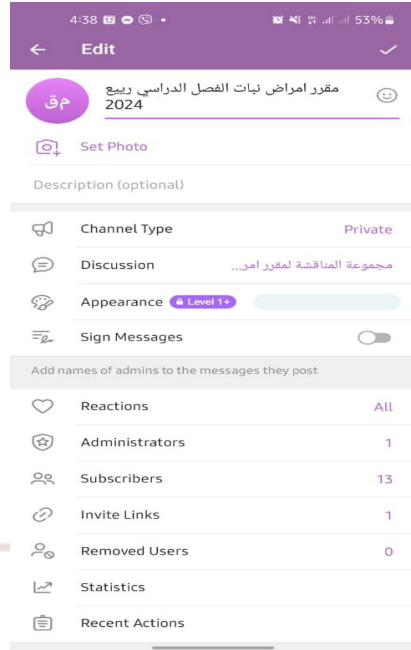 4:38 53%
Edit
مق
مقرر امراض نبات الفصل الدراسي رييع
2024
Set Photo
Description (optional)
Channel Type Private
Discussion مجموعة المناقشة لمقرر امر...
Appearance Level 1+
Sign Messages
Add names of admins to the messages they post
Reactions All
Administrators 1
Subscribers 13
Invite Links 1
Removed Users 0
Statistics
Recent Actions